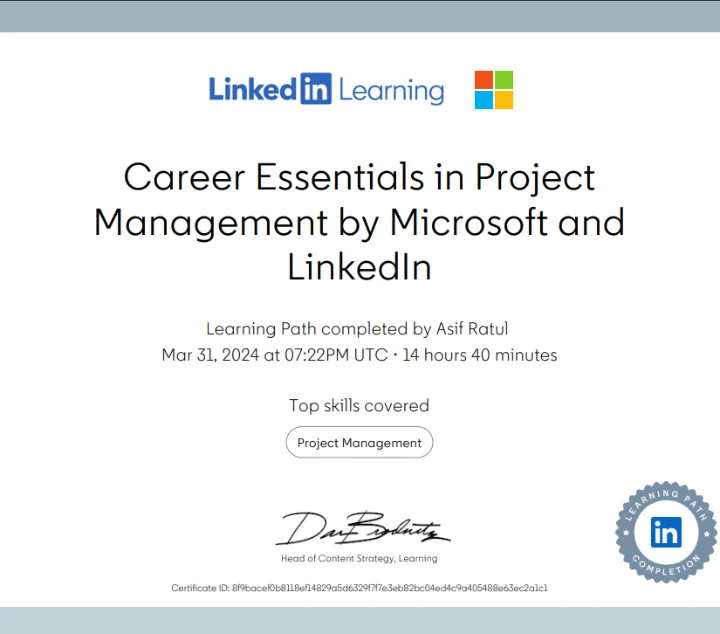 LinkedIn Learning
Career Essentials in Project
Management by Microsoft and
LinkedIn
Learning Path completed by Asif Ratul
Mar 31, 2024 at 07:22PM UTC • 14 hours 40 minutes
Top skills covered
Project Management
Head of Content Strategy, Learning
Certificate ID: 8f9bacef0b8118ef14829a5d6329f7f7e3eb82bc04ed4c9a405488e63ec2a1c1
LEARNING PATH
in
COMPLETION